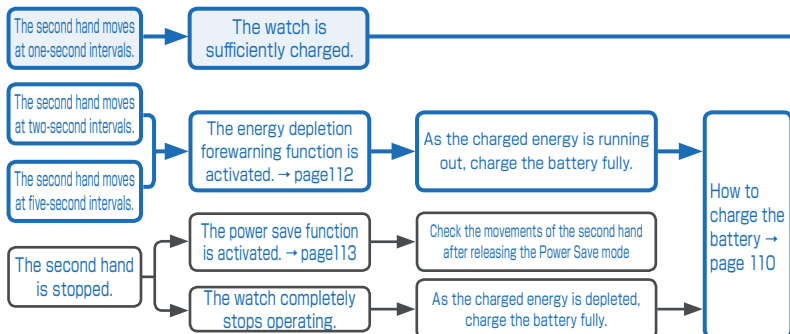 The second hand moves
at one-second intervals.
The watch is
sufficiently charged.
The second hand moves
at two-second intervals.
The second hand moves
at five-second intervals.
The energy depletion
forewarning function is
activated. → page112
As the charged energy is running
out, charge the battery fully.
The second hand
is stopped.
The power save function
is activated. → page113
Check the movements of the second hand
after releasing the Power Save mode
The watch completely
stops operating.
As the charged energy is depleted,
charge the battery fully.
How to
charge the
battery →
page 110